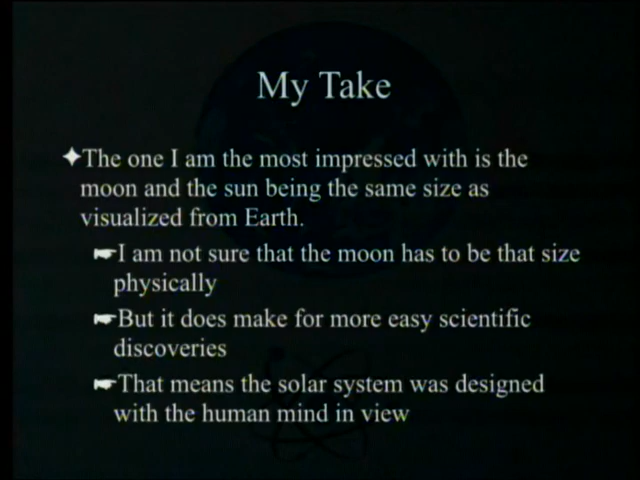 My Take
The one I am the most impressed with is the
moon and the sun being the same size as
visualized from Earth.
I am not sure that the moon has to be that size
physically
But it does make for more easy scientific
discoveries
That means the solar system was designed
with the human mind in view